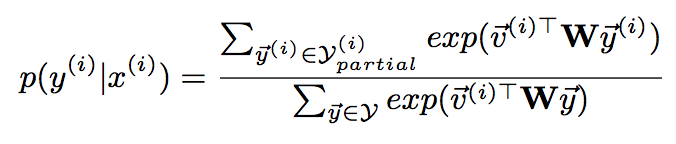 p(y^{(i)}|x^{(i)}) = \frac{\sum_{\vec{y}^{(i)} \in \mathcal{Y}^{(i)}_{partial}} exp(\vec{v}^{(i)\top} \mathbf{W} \vec{y}^{(i)})}{\sum_{\vec{y} \in \mathcal{Y}} exp(\vec{v}^{(i)\top} \mathbf{W} \vec{y})}